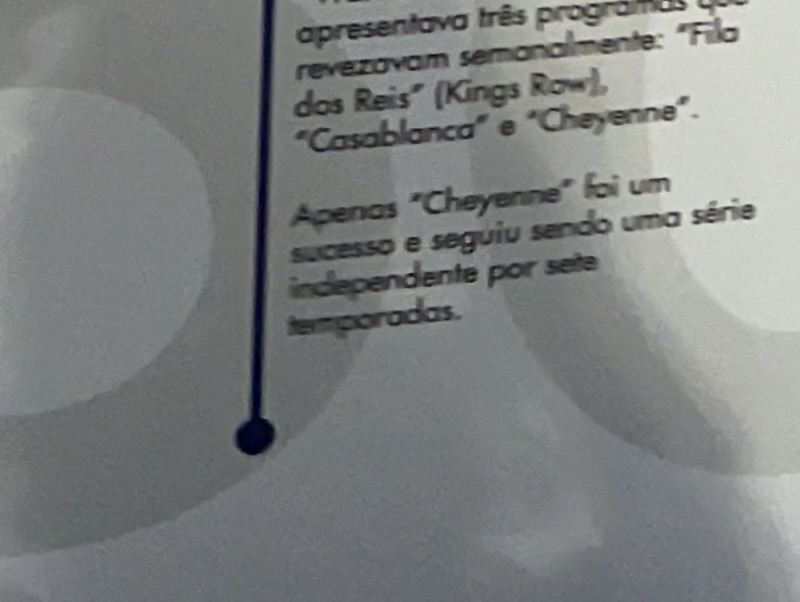 apresentava três programas que
revezavam semanalmente: "Fila
dos Reis" (Kings Row),
"Casablanca" e "Cheyenne".
Apenas "Cheyenne" foi um
sucesso e seguiu sendo uma série
independente por sete
temporadas.